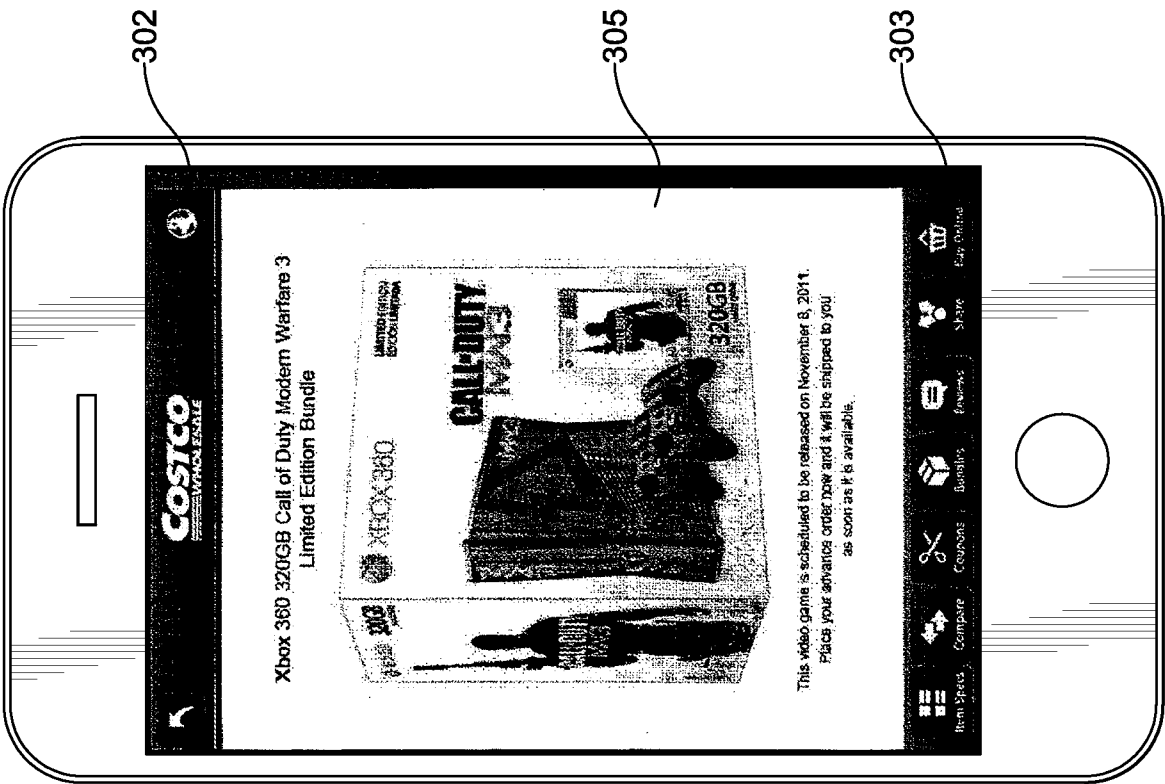 302
COSTCO
WHOLESALE
Xbox 360 320GB Call of Duty Modern Warfare 3
Limited Edition Bundle
LIMITED EDITION
XBOX 360
CALL OF DUTY
MW3
320GB
305
This video game is scheduled to be released on November 8, 2011.
Place your advance order now and it will be shipped to you
as soon as it is available.
303
Item Specs
Compare
Coupons
Bundles
Reviews
Share
Buy Online